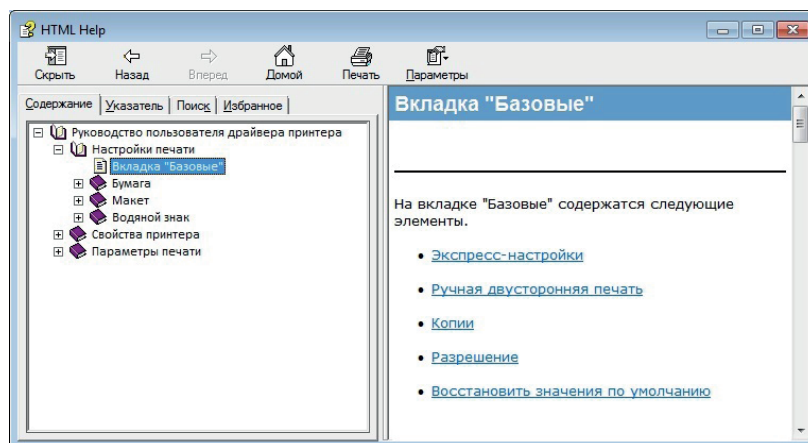 HTML Help
Скрыть Назад Вперед Домой Печать Параметры
Содержание Указатель Поиск Избранное
Руководство пользователя драйвера принтера
Настройки печати
Вкладка "Базовые"
Бумага
Макет
Водяной знак
Свойства принтера
Параметры печати
Вкладка "Базовые"
На вкладке "Базовые" содержатся следующие
элементы.
• Экспресс-настройки
• Ручная двусторонняя печать
• Копии
• Разрешение
• Восстановить значения по умолчанию